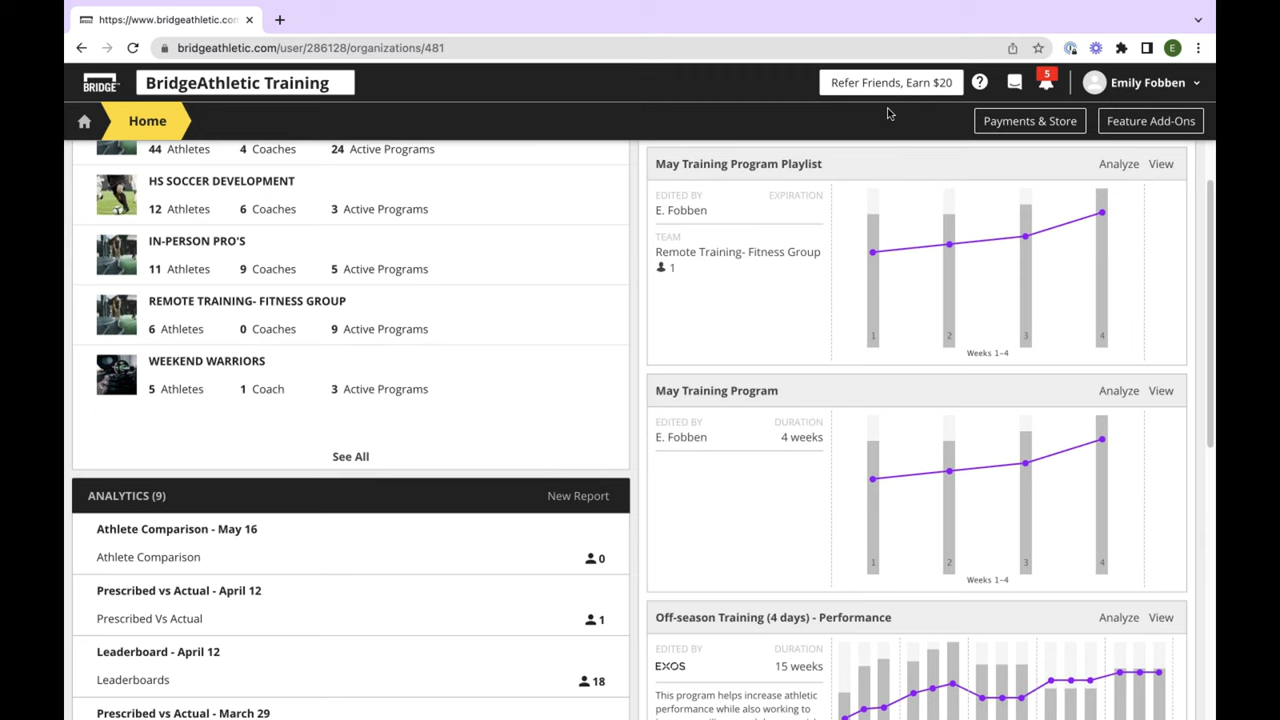 https://www.bridgeathletic.con
bridgeathletic.com/user/286128/organizations/481
E
BRIDGE
BridgeAthletic Training
Refer Friends, Earn $20
5
Emily Fobben
Home
Payments & Store
Feature Add-Ons
44 Athletes 4 Coaches 24 Active Programs
HS SOCCER DEVELOPMENT
12 Athletes 6 Coaches 3 Active Programs
IN-PERSON PRO'S
11 Athletes 9 Coaches 5 Active Programs
REMOTE TRAINING- FITNESS GROUP
6 Athletes 0 Coaches 9 Active Programs
WEEKEND WARRIORS
5 Athletes 1 Coach 3 Active Programs
See All
ANALYTICS (9) New Report
Athlete Comparison - May 16
Athlete Comparison 0
Prescribed vs Actual - April 12
Prescribed Vs Actual 1
Leaderboard - April 12
Leaderboards 18
Prescribed vs Actual - March 29
May Training Program Playlist Analyze View
EDITED BY EXPIRATION
E. Fobben
TEAM
Remote Training- Fitness Group
1
1 2 3 4
Weeks 1-4
May Training Program Analyze View
EDITED BY DURATION
E. Fobben 4 weeks
1 2 3 4
Weeks 1-4
Off-season Training (4 days) - Performance Analyze View
EDITED BY DURATION
EXOS 15 weeks
This program helps increase athletic
performance while also working to